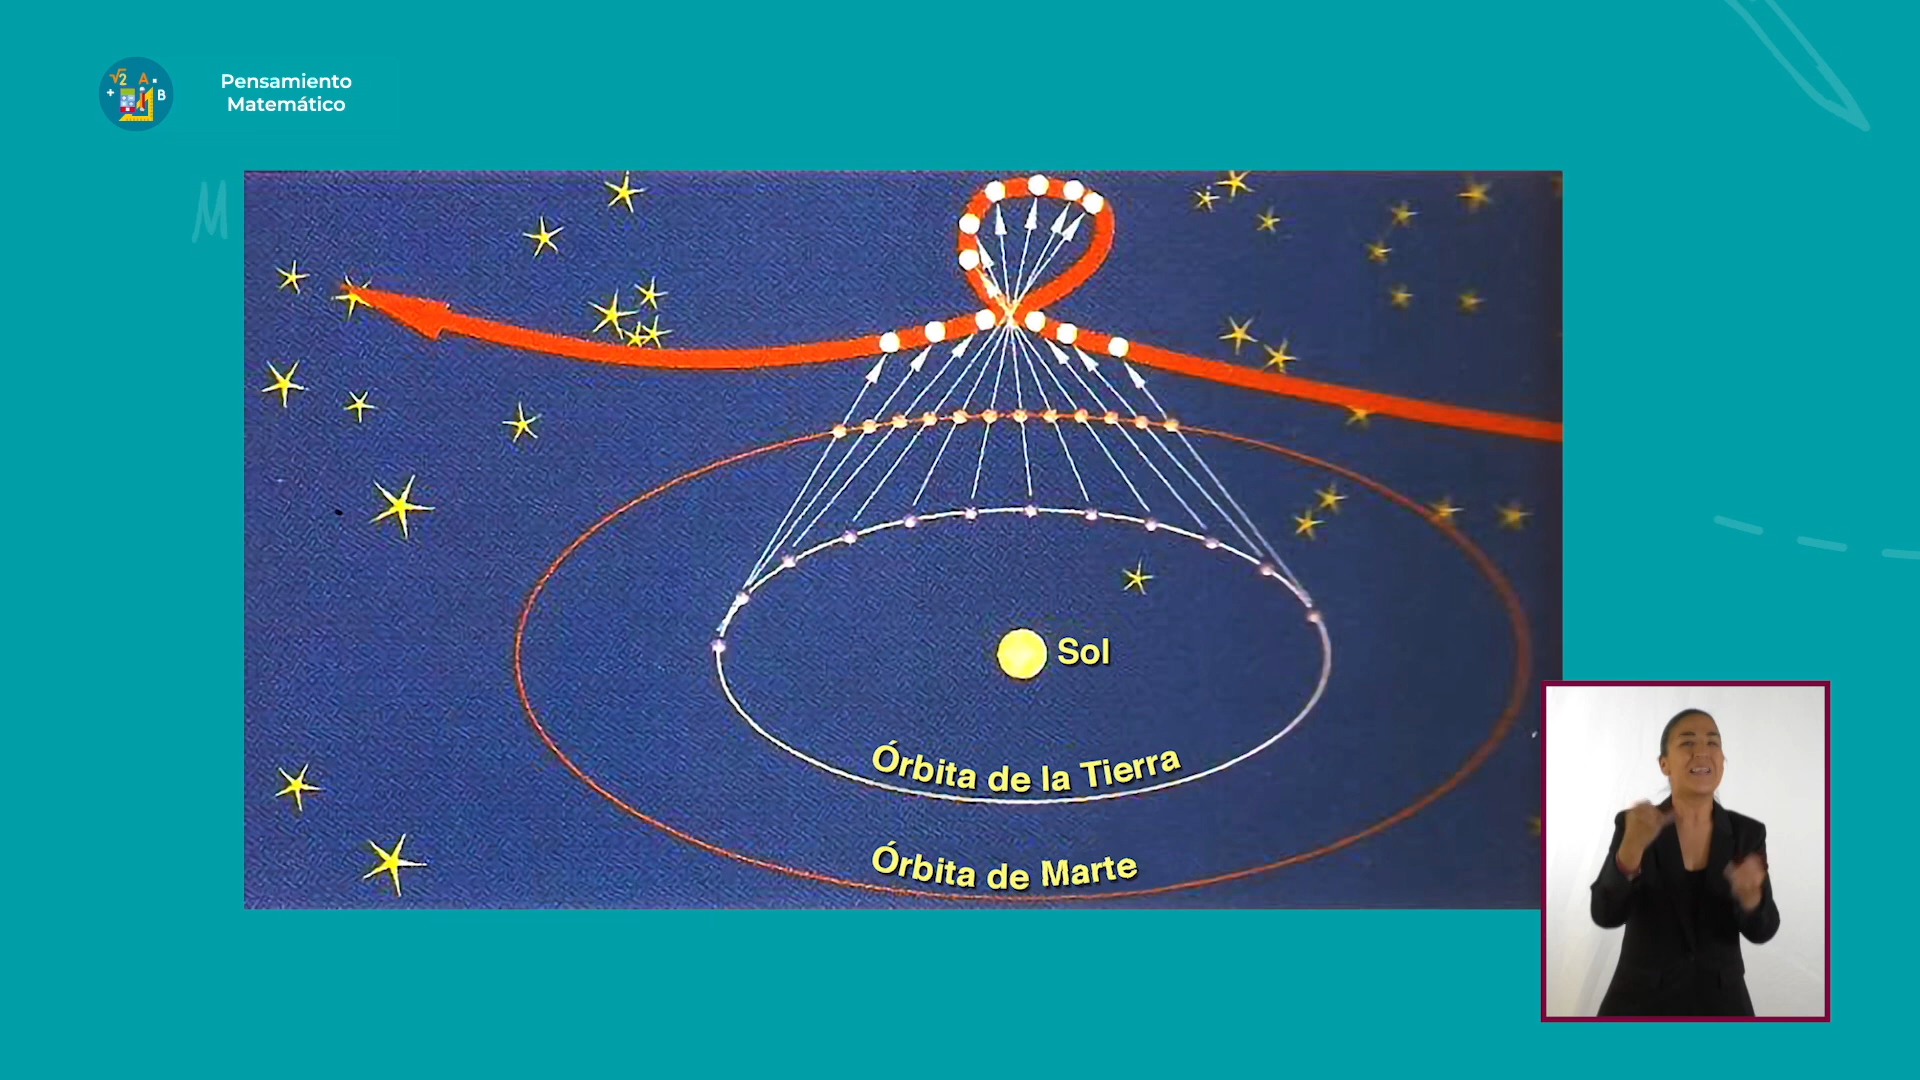 √2 A
+ B
Pensamiento
Matemático
Sol
Órbita de la Tierra
Órbita de Marte